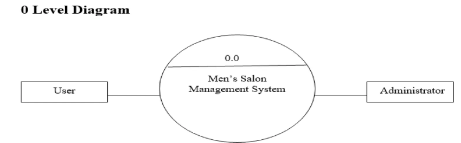 0 Level Diagram
0.0
Men's Salon
Management System
User
Administrator